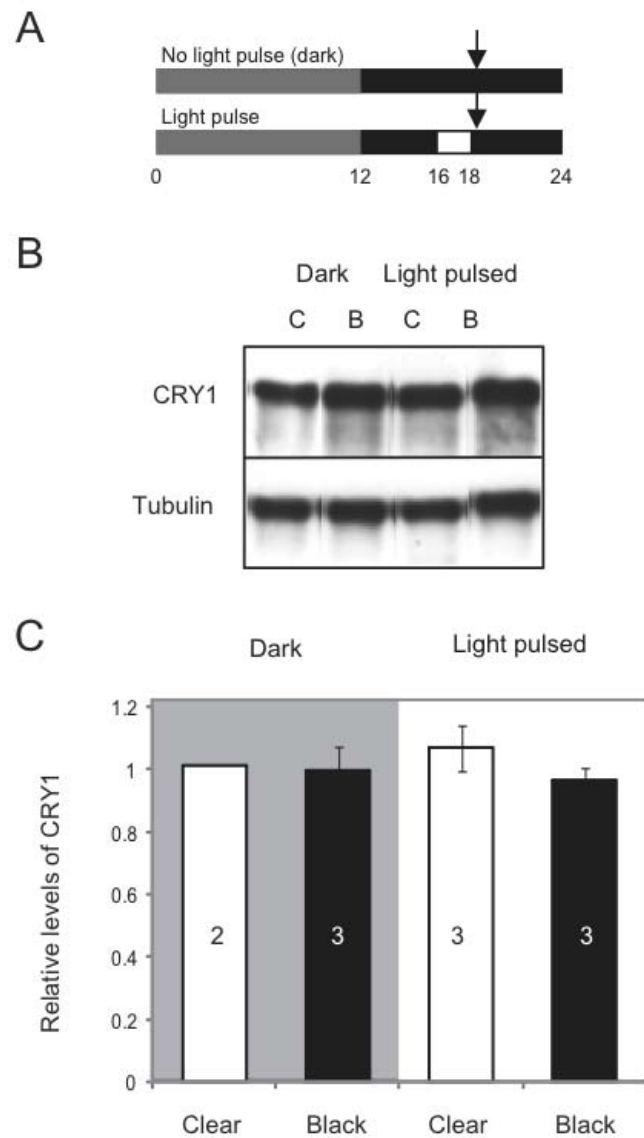 A
No light pulse (dark)
Light pulse
0 12 16 18 24
B
Dark Light pulsed
C B C B
CRY1
Tubulin
C
Dark Light pulsed
Relative levels of CRY1
1.2
1
0.8
0.6
0.4
0.2
0
2 3 3 3
Clear Black Clear Black